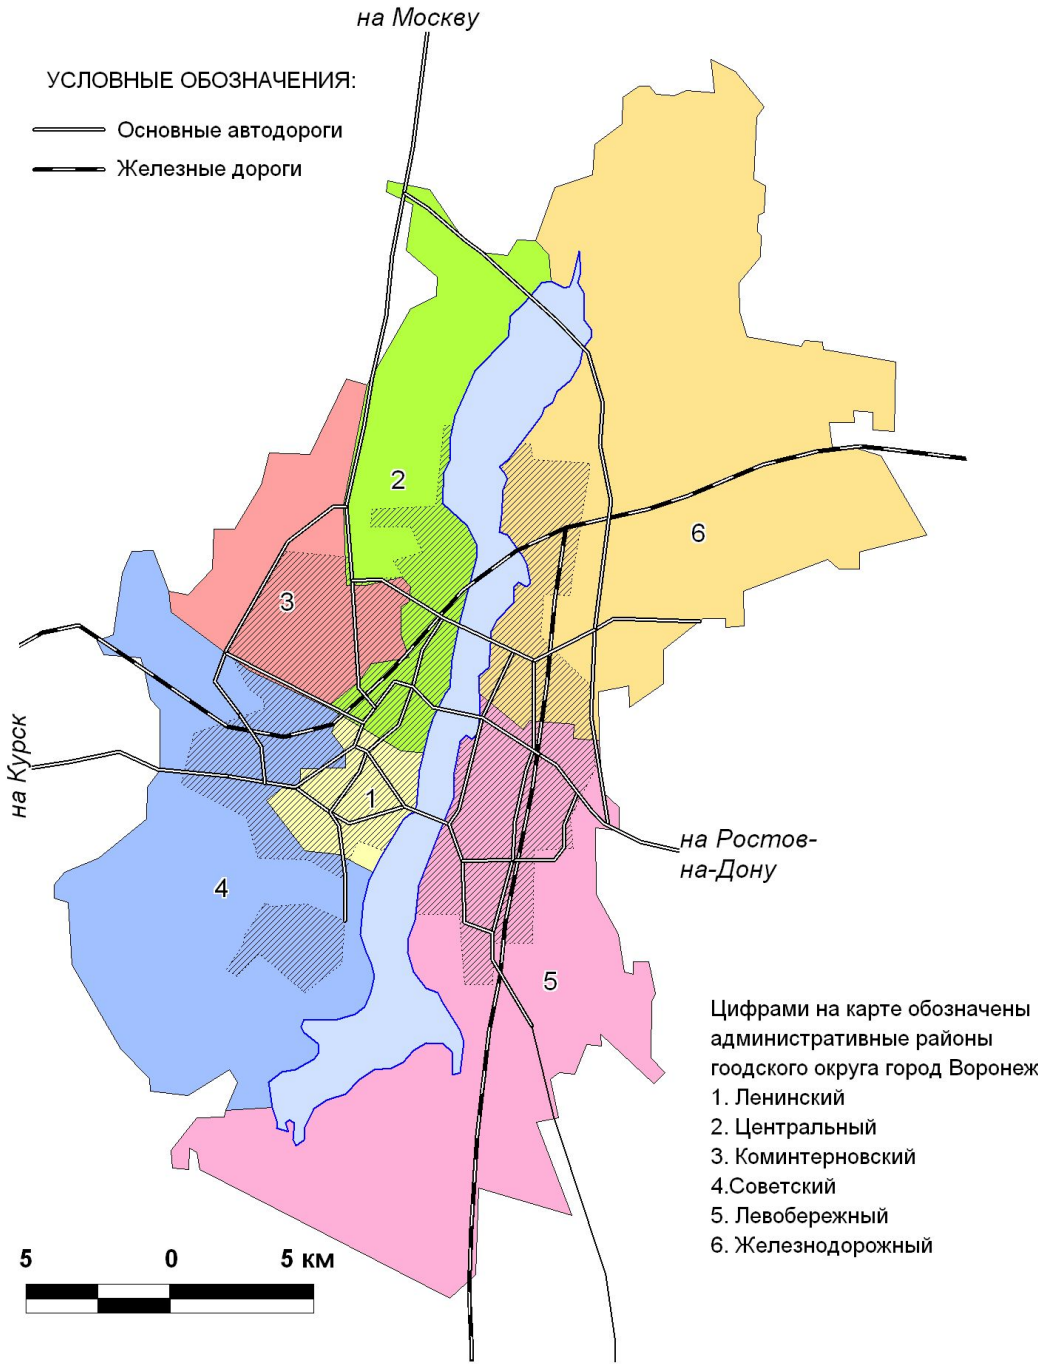 на Москву
УСЛОВНЫЕ ОБОЗНАЧЕНИЯ:
Основные автодороги
Железные дороги
2
6
3
на Курск
1
на Ростов-
на-Дону
4
5
Цифрами на карте обозначены
административные районы
гоодского округа город Воронеж
1. Ленинский
2. Центральный
3. Коминтерновский
4.Советский
5. Левобережный
6. Железнодорожный
5 0 5 км